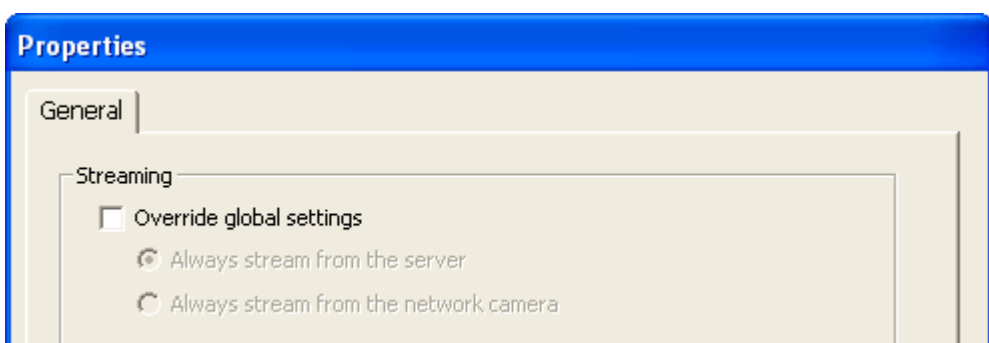 Properties
General
Streaming
Override global settings
Always stream from the server
Always stream from the network camera